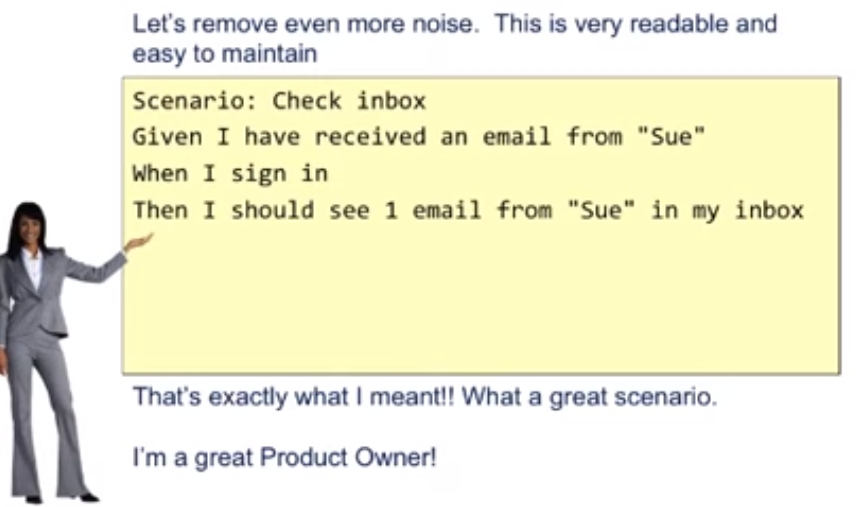 Let's remove even more noise.  This is very readable and
easy to maintain
Scenario: Check inbox
Given I have received an email from "Sue"
When I sign in
Then I should see 1 email from "Sue" in my inbox
That's exactly what I meant!! What a great scenario.
I'm a great Product Owner!